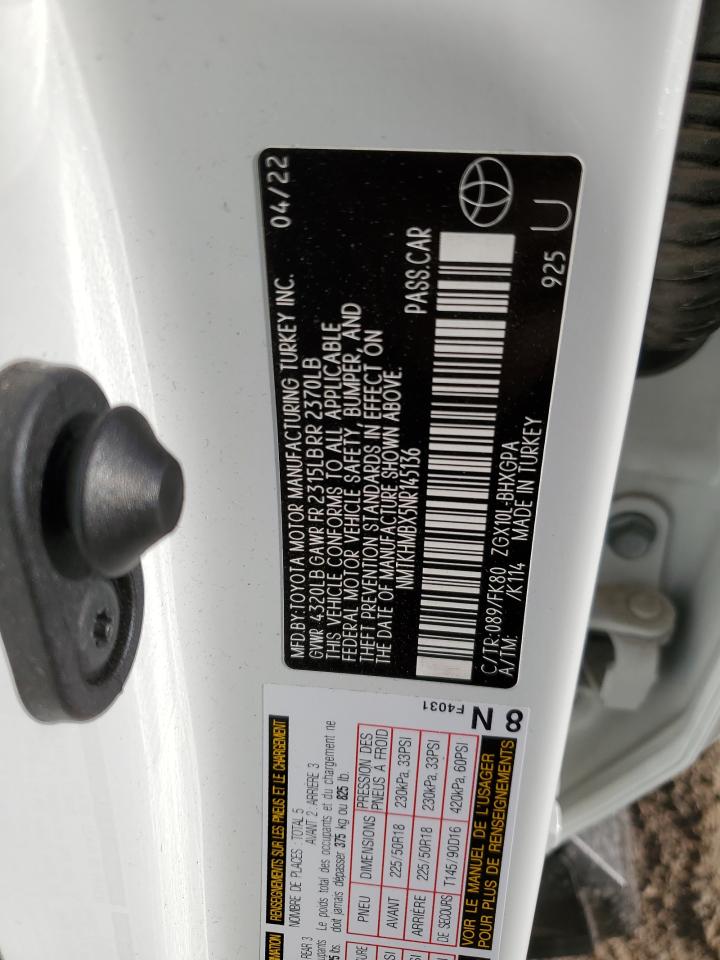 MFD.BY:TOYOTA MOTOR MANUFACTURING TURKEY INC. 04/22
GVWR 4320LB GAWR FR 2315LB RR 2370LB
THIS VEHICLE CONFORMS TO ALL APPLICABLE
FEDERAL MOTOR VEHICLE SAFETY, BUMPER, AND
THEFT PREVENTION STANDARDS IN EFFECT ON
THE DATE OF MANUFACTURE SHOWN ABOVE.
NMTKHMBX5NR145136 PASS.CAR
C/TR:089/FK80 ZGX10L-BHXGPA 925 U
A/TM: /K114 MADE IN TURKEY
RENSEIGNEMENTS SUR LES PNEUS ET LE CHARGEMENT
NOMBRE DE PLACES : TOTAL 5
AVANT 2 ; ARRIÈRE 3
Le poids total des occupants et du chargement ne
doit jamais dépasser 375 kg ou 825 lb.
PNEU DIMENSIONS PRESSION DES PNEUS À FROID
AVANT 225/50R18 230kPa, 33PSI
ARRIÈRE 225/50R18 230kPa, 33PSI
DE SECOURS T145/90D16 420kPa, 60PSI
VOIR LE MANUEL DE L'USAGER
POUR PLUS DE RENSEIGNEMENTS
F4031
8 N
REAR 3